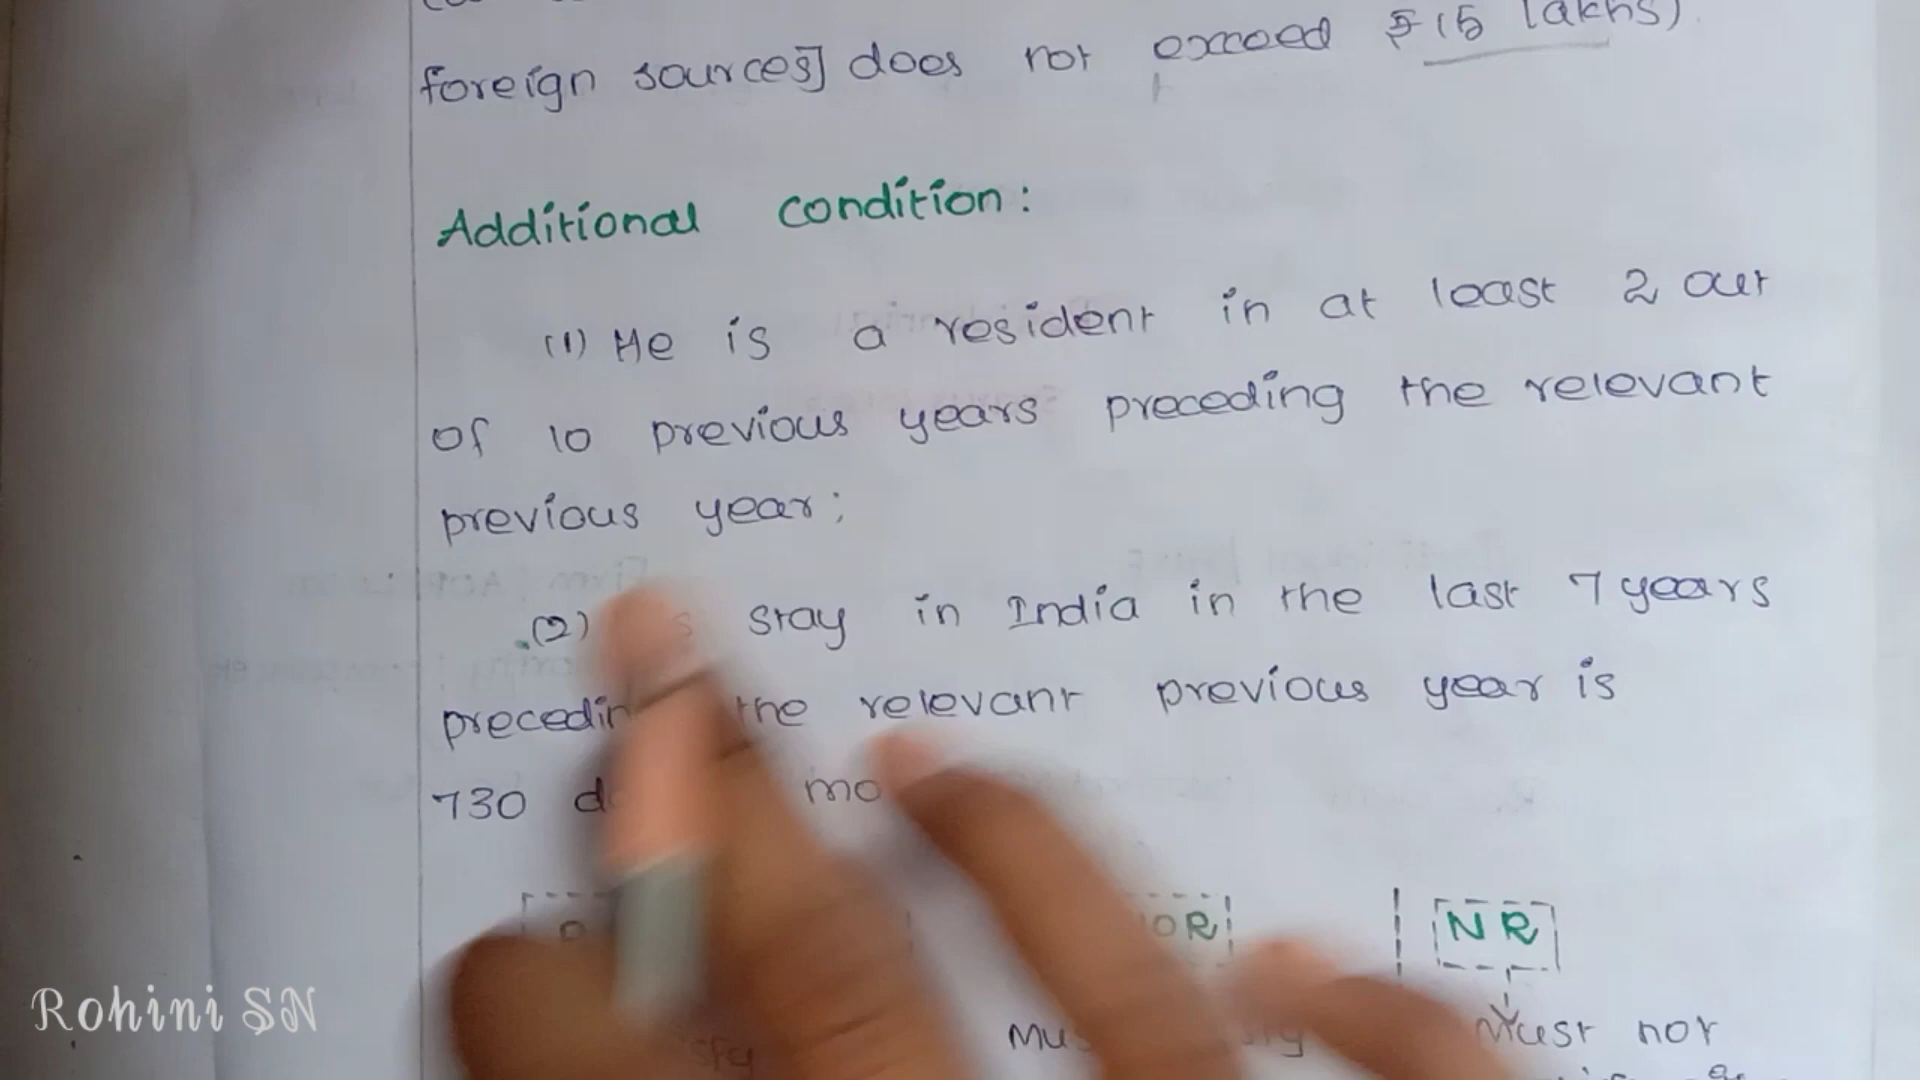 foreign sources] does not exceed ₹ 15 lakhs)
Additional condition:
(1) He is a resident in at least 2 out
of 10 previous years preceding the relevant
previous year;
(2) stay in India in the last 7 years
the relevant previous year is
730
NR
Must not
Rohini SN